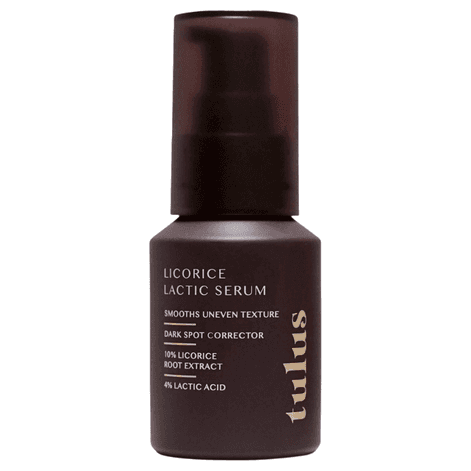 LICORICE
LACTIC SERUM
SMOOTHS UNEVEN TEXTURE
DARK SPOT CORRECTOR
10% LICORICE
ROOT EXTRACT
4% LACTIC ACID
tulus